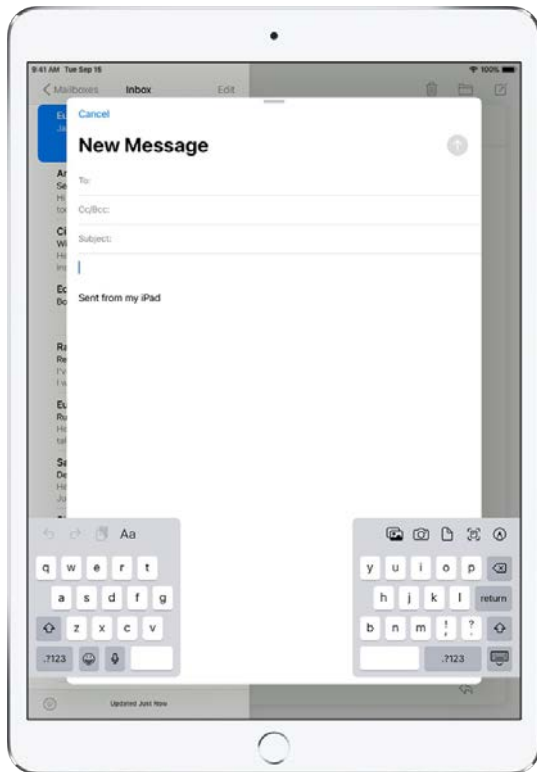 9:41 AM Tue Sep 15
100%
Mailboxes
Inbox
Edit
Cancel
New Message
To:
Cc/Bcc:
Subject:
Sent from my iPad
Aa
q w e r t
y u i o p
a s d f g
h j k l return
z x c v
b n m ! , ? .
.?123
.?123
Updated Just Now